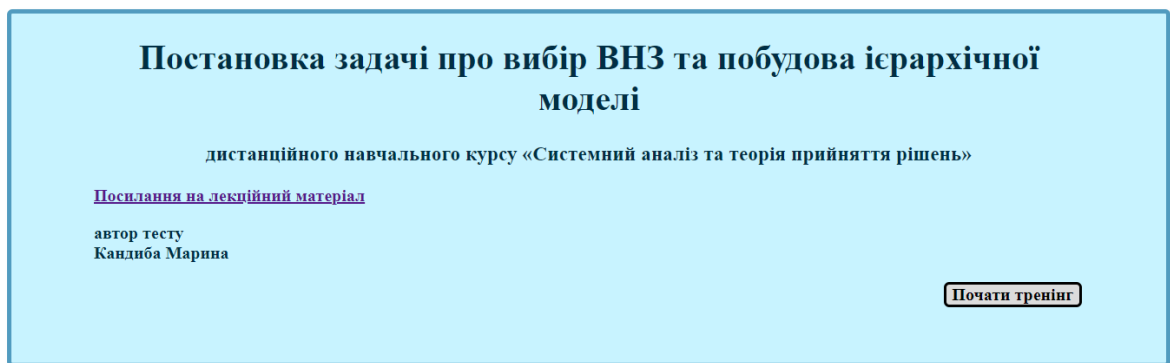 Постановка задачі про вибір ВНЗ та побудова ієрархічної
моделі
дистанційного навчального курсу «Системний аналіз та теорія прийняття рішень»
Посилання на лекційний матеріал
автор тесту
Кандиба Марина
Почати тренінг